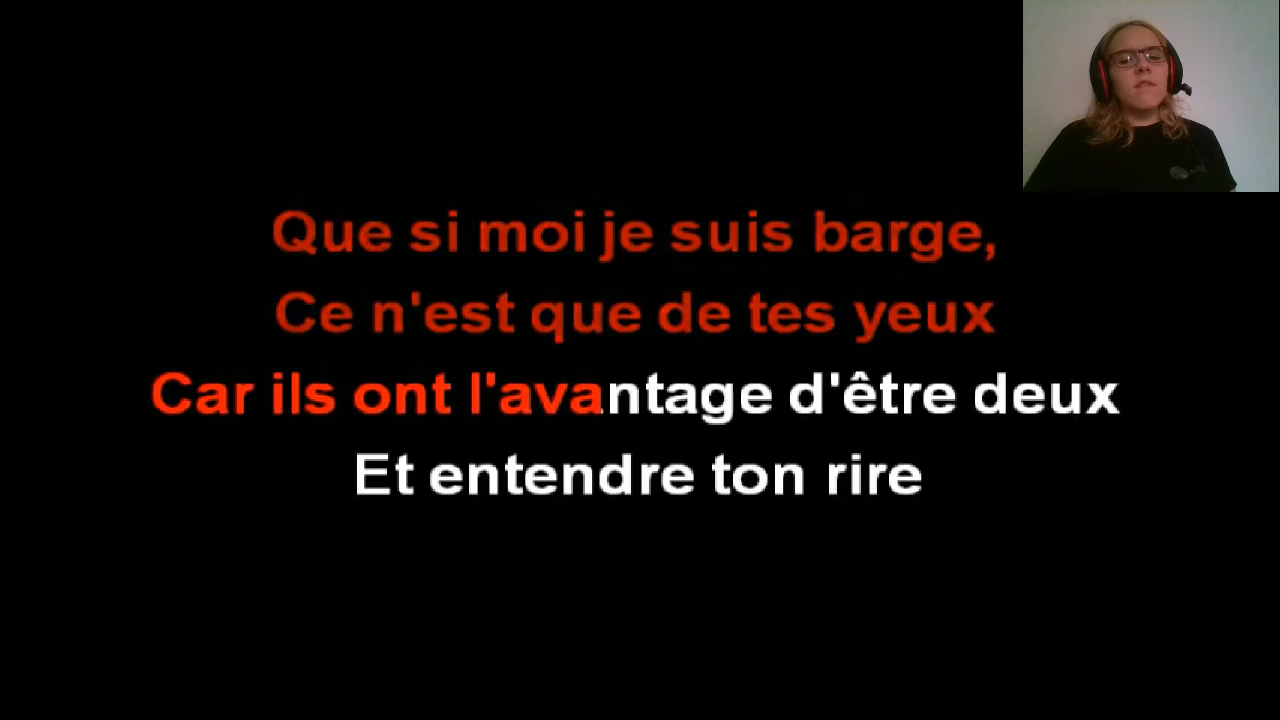 Que si moi je suis barge,
Ce n'est que de tes yeux
Car ils ont l'avantage d'être deux
Et entendre ton rire